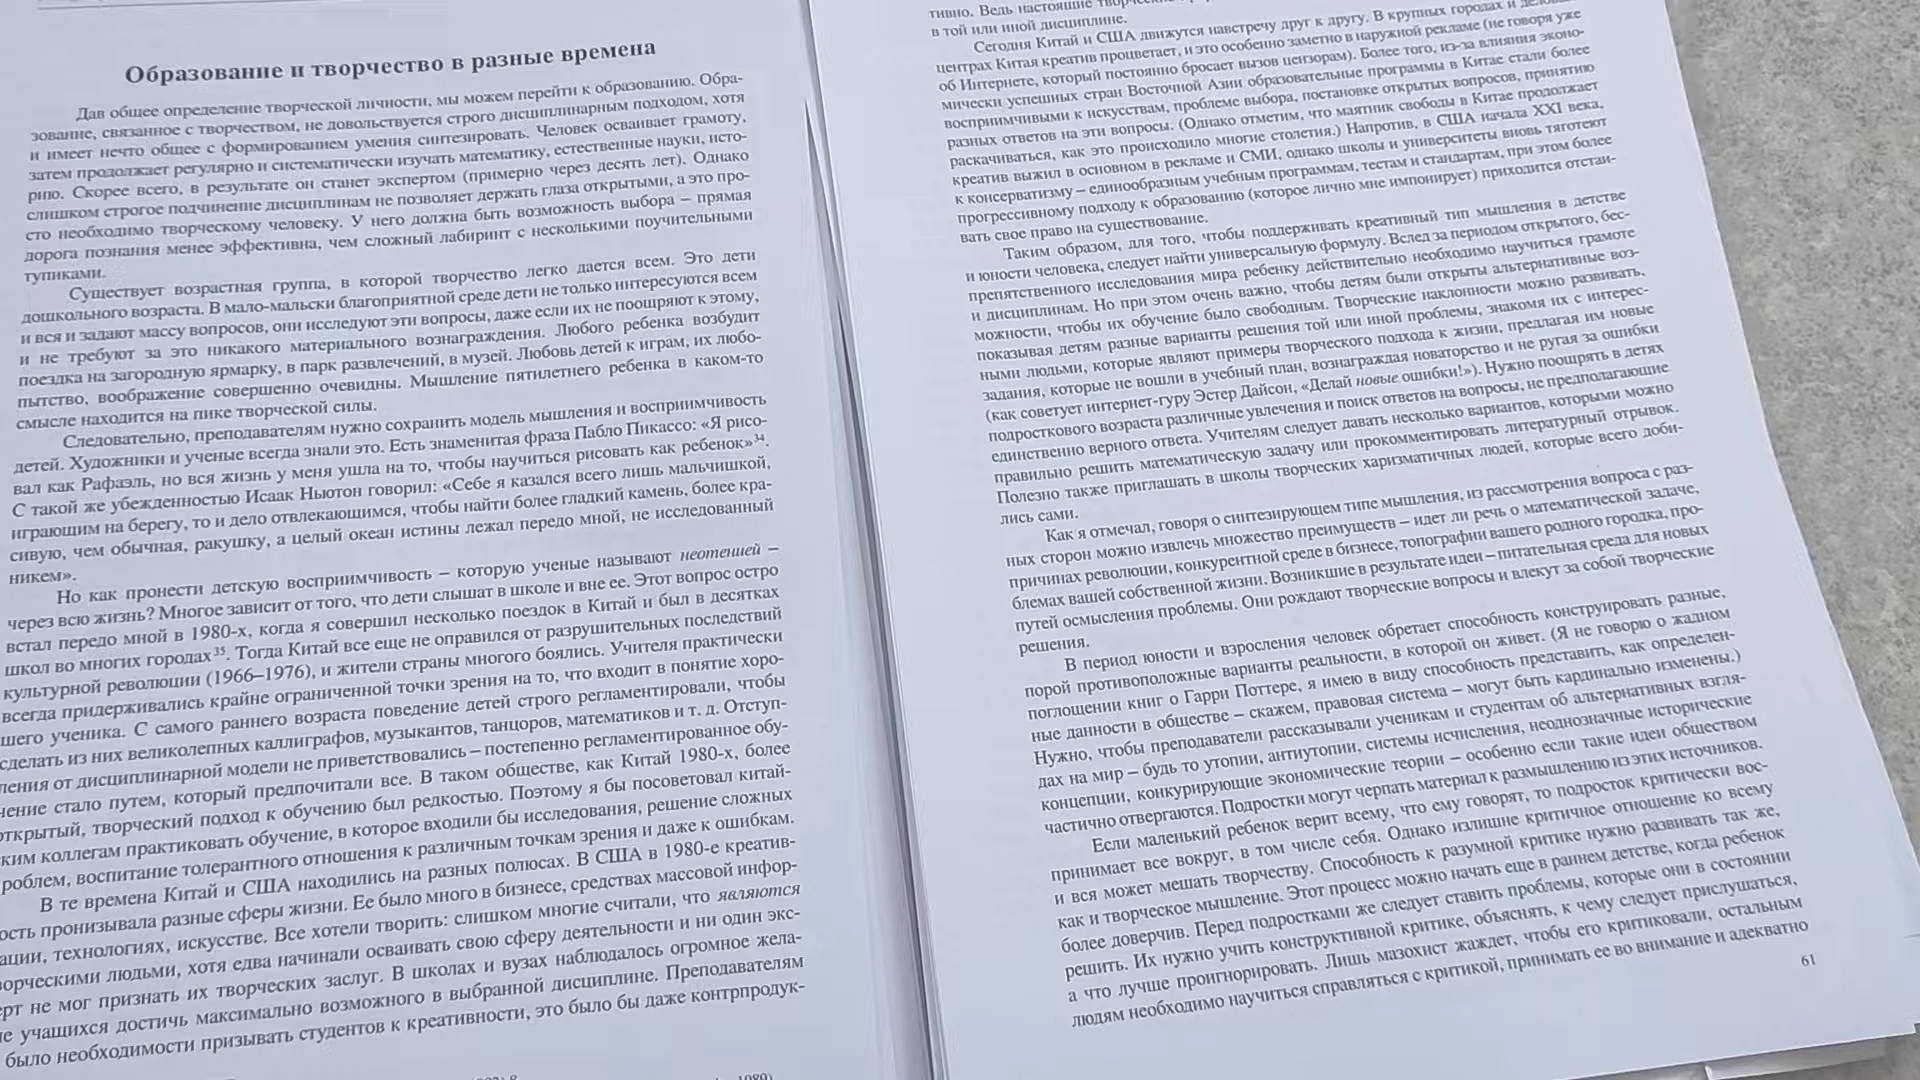 Образование и творчество в разные времена
Дав общее определение творческой личности, мы можем перейти к образованию. Обра-
зование, связанное с творчеством, не довольствуется строго дисциплинарным подходом, хотя
и имеет нечто общее с формированием умения синтезировать. Человек осваивает грамоту,
затем продолжает регулярно и систематически изучать математику, естественные науки, исто-
рию. Скорее всего, в результате он станет экспертом (примерно через десять лет). Однако
слишком строгое подчинение дисциплинам не позволяет держать глаза открытыми, а это про-
сто необходимо творческому человеку. У него должна быть возможность выбора – прямая
дорога познания менее эффективна, чем сложный лабиринт с несколькими поучительными
тупиками.
Существует возрастная группа, в которой творчество легко дается всем. Это дети
дошкольного возраста. В мало-мальски благоприятной среде дети не только интересуются всем
и вся и задают массу вопросов, они исследуют эти вопросы, даже если их не поощряют к этому,
и не требуют за это никакого материального вознаграждения. Любого ребенка возбудит
поездка на загородную ярмарку, в парк развлечений, в музей. Любовь детей к играм, их любо-
пытство, воображение совершенно очевидны. Мышление пятилетнего ребенка в каком-то
смысле находится на пике творческой силы.
Следовательно, преподавателям нужно сохранить модель мышления и восприимчивость
детей. Художники и ученые всегда знали это. Есть знаменитая фраза Пабло Пикассо: «Я рисо-
вал как Рафаэль, но вся жизнь у меня ушла на то, чтобы научиться рисовать как ребенок»³⁴.
С такой же убежденностью Исаак Ньютон говорил: «Себе я казался всего лишь мальчишкой,
играющим на берегу, то и дело отвлекающимся, чтобы найти более гладкий камень, более кра-
сивую, чем обычная, ракушку, а целый океан истины лежал передо мной, не исследованный
никем».
Но как пронести детскую восприимчивость – которую ученые называют неотенией –
через всю жизнь? Многое зависит от того, что дети слышат в школе и вне ее. Этот вопрос остро
встал передо мной в 1980-х, когда я совершил несколько поездок в Китай и был в десятках
школ во многих городах³⁵. Тогда Китай все еще не оправился от разрушительных последствий
культурной революции (1966–1976), и жители страны многого боялись. Учителя практически
всегда придерживались крайне ограниченной точки зрения на то, что входит в понятие хоро-
шего ученика. С самого раннего возраста поведение детей строго регламентировали, чтобы
сделать из них великолепных каллиграфов, музыкантов, танцоров, математиков и т. д. Отступ-
ления от дисциплинарной модели не приветствовались – постепенно регламентированное обу-
чение стало путем, который предпочитали все. В таком обществе, как Китай 1980-х, более
открытый, творческий подход к обучению был редкостью. Поэтому я бы посоветовал китай-
ским коллегам практиковать обучение, в которое входили бы исследования, решение сложных
роблем, воспитание толерантного отношения к различным точкам зрения и даже к ошибкам.
В те времена Китай и США находились на разных полюсах. В США в 1980-е креатив-
ость пронизывала разные сферы жизни. Ее было много в бизнесе, средствах массовой инфор-
ации, технологиях, искусстве. Все хотели творить: слишком многие считали, что являются
ворческими людьми, хотя едва начинали осваивать свою сферу деятельности и ни один экс-
ерт не мог признать их творческих заслуг. В школах и вузах наблюдалось огромное жела-
ие учащихся достичь максимально возможного в выбранной дисциплине. Преподавателям
было необходимости призывать студентов к креативности, это было бы даже контрпродук-
1989)
тивно. Ведь настоящие
в той или иной дисциплине.
Сегодня Китай и США движутся навстречу друг к другу. В крупных городах и
центрах Китая креатив процветает, и это особенно заметно в наружной рекламе (не говоря уже
об Интернете, который постоянно бросает вызов цензорам). Более того, из-за влияния эконо-
мически успешных стран Восточной Азии образовательные программы в Китае стали более
восприимчивыми к искусствам, проблеме выбора, постановке открытых вопросов, принятию
разных ответов на эти вопросы. (Однако отметим, что маятник свободы в Китае продолжает
раскачиваться, как это происходило многие столетия.) Напротив, в США начала XXI века,
креатив выжил в основном в рекламе и СМИ, однако школы и университеты вновь тяготеют
к консерватизму – единообразным учебным программам, тестам и стандартам, при этом более
прогрессивному подходу к образованию (которое лично мне импонирует) приходится отстаи-
вать свое право на существование.
Таким образом, для того, чтобы поддерживать креативный тип мышления в детстве
и юности человека, следует найти универсальную формулу. Вслед за периодом открытого, бес-
препятственного исследования мира ребенку действительно необходимо научиться грамоте
и дисциплинам. Но при этом очень важно, чтобы детям были открыты альтернативные воз-
можности, чтобы их обучение было свободным. Творческие наклонности можно развивать,
показывая детям разные варианты решения той или иной проблемы, знакомя их с интерес-
ными людьми, которые являют примеры творческого подхода к жизни, предлагая им новые
задания, которые не вошли в учебный план, вознаграждая новаторство и не ругая за ошибки
(как советует интернет-гуру Эстер Дайсон, «Делай новые ошибки!»). Нужно поощрять в детях
подросткового возраста различные увлечения и поиск ответов на вопросы, не предполагающие
единственно верного ответа. Учителям следует давать несколько вариантов, которыми можно
правильно решить математическую задачу или прокомментировать литературный отрывок.
Полезно также приглашать в школы творческих харизматичных людей, которые всего доби-
лись сами.
Как я отмечал, говоря о синтезирующем типе мышления, из рассмотрения вопроса с раз-
ных сторон можно извлечь множество преимуществ – идет ли речь о математической задаче,
причинах революции, конкурентной среде в бизнесе, топографии вашего родного городка, про-
блемах вашей собственной жизни. Возникшие в результате идеи – питательная среда для новых
путей осмысления проблемы. Они рождают творческие вопросы и влекут за собой творческие
решения.
В период юности и взросления человек обретает способность конструировать разные,
порой противоположные варианты реальности, в которой он живет. (Я не говорю о жадном
поглощении книг о Гарри Поттере, я имею в виду способность представить, как определен-
ные данности в обществе – скажем, правовая система – могут быть кардинально изменены.)
Нужно, чтобы преподаватели рассказывали ученикам и студентам об альтернативных взгля-
дах на мир – будь то утопии, антиутопии, системы исчисления, неоднозначные исторические
концепции, конкурирующие экономические теории – особенно если такие идеи обществом
частично отвергаются. Подростки могут черпать материал к размышлению из этих источников.
Если маленький ребенок верит всему, что ему говорят, то подросток критически вос-
принимает все вокруг, в том числе себя. Однако излишне критичное отношение ко всему
и вся может мешать творчеству. Способность к разумной критике нужно развивать так же,
как и творческое мышление. Этот процесс можно начать еще в раннем детстве, когда ребенок
более доверчив. Перед подростками же следует ставить проблемы, которые они в состоянии
решить. Их нужно учить конструктивной критике, объяснять, к чему следует прислушаться,
а что лучше проигнорировать. Лишь мазохист жаждет, чтобы его критиковали, остальным
людям необходимо научиться справляться с критикой, принимать ее во внимание и адекватно
61